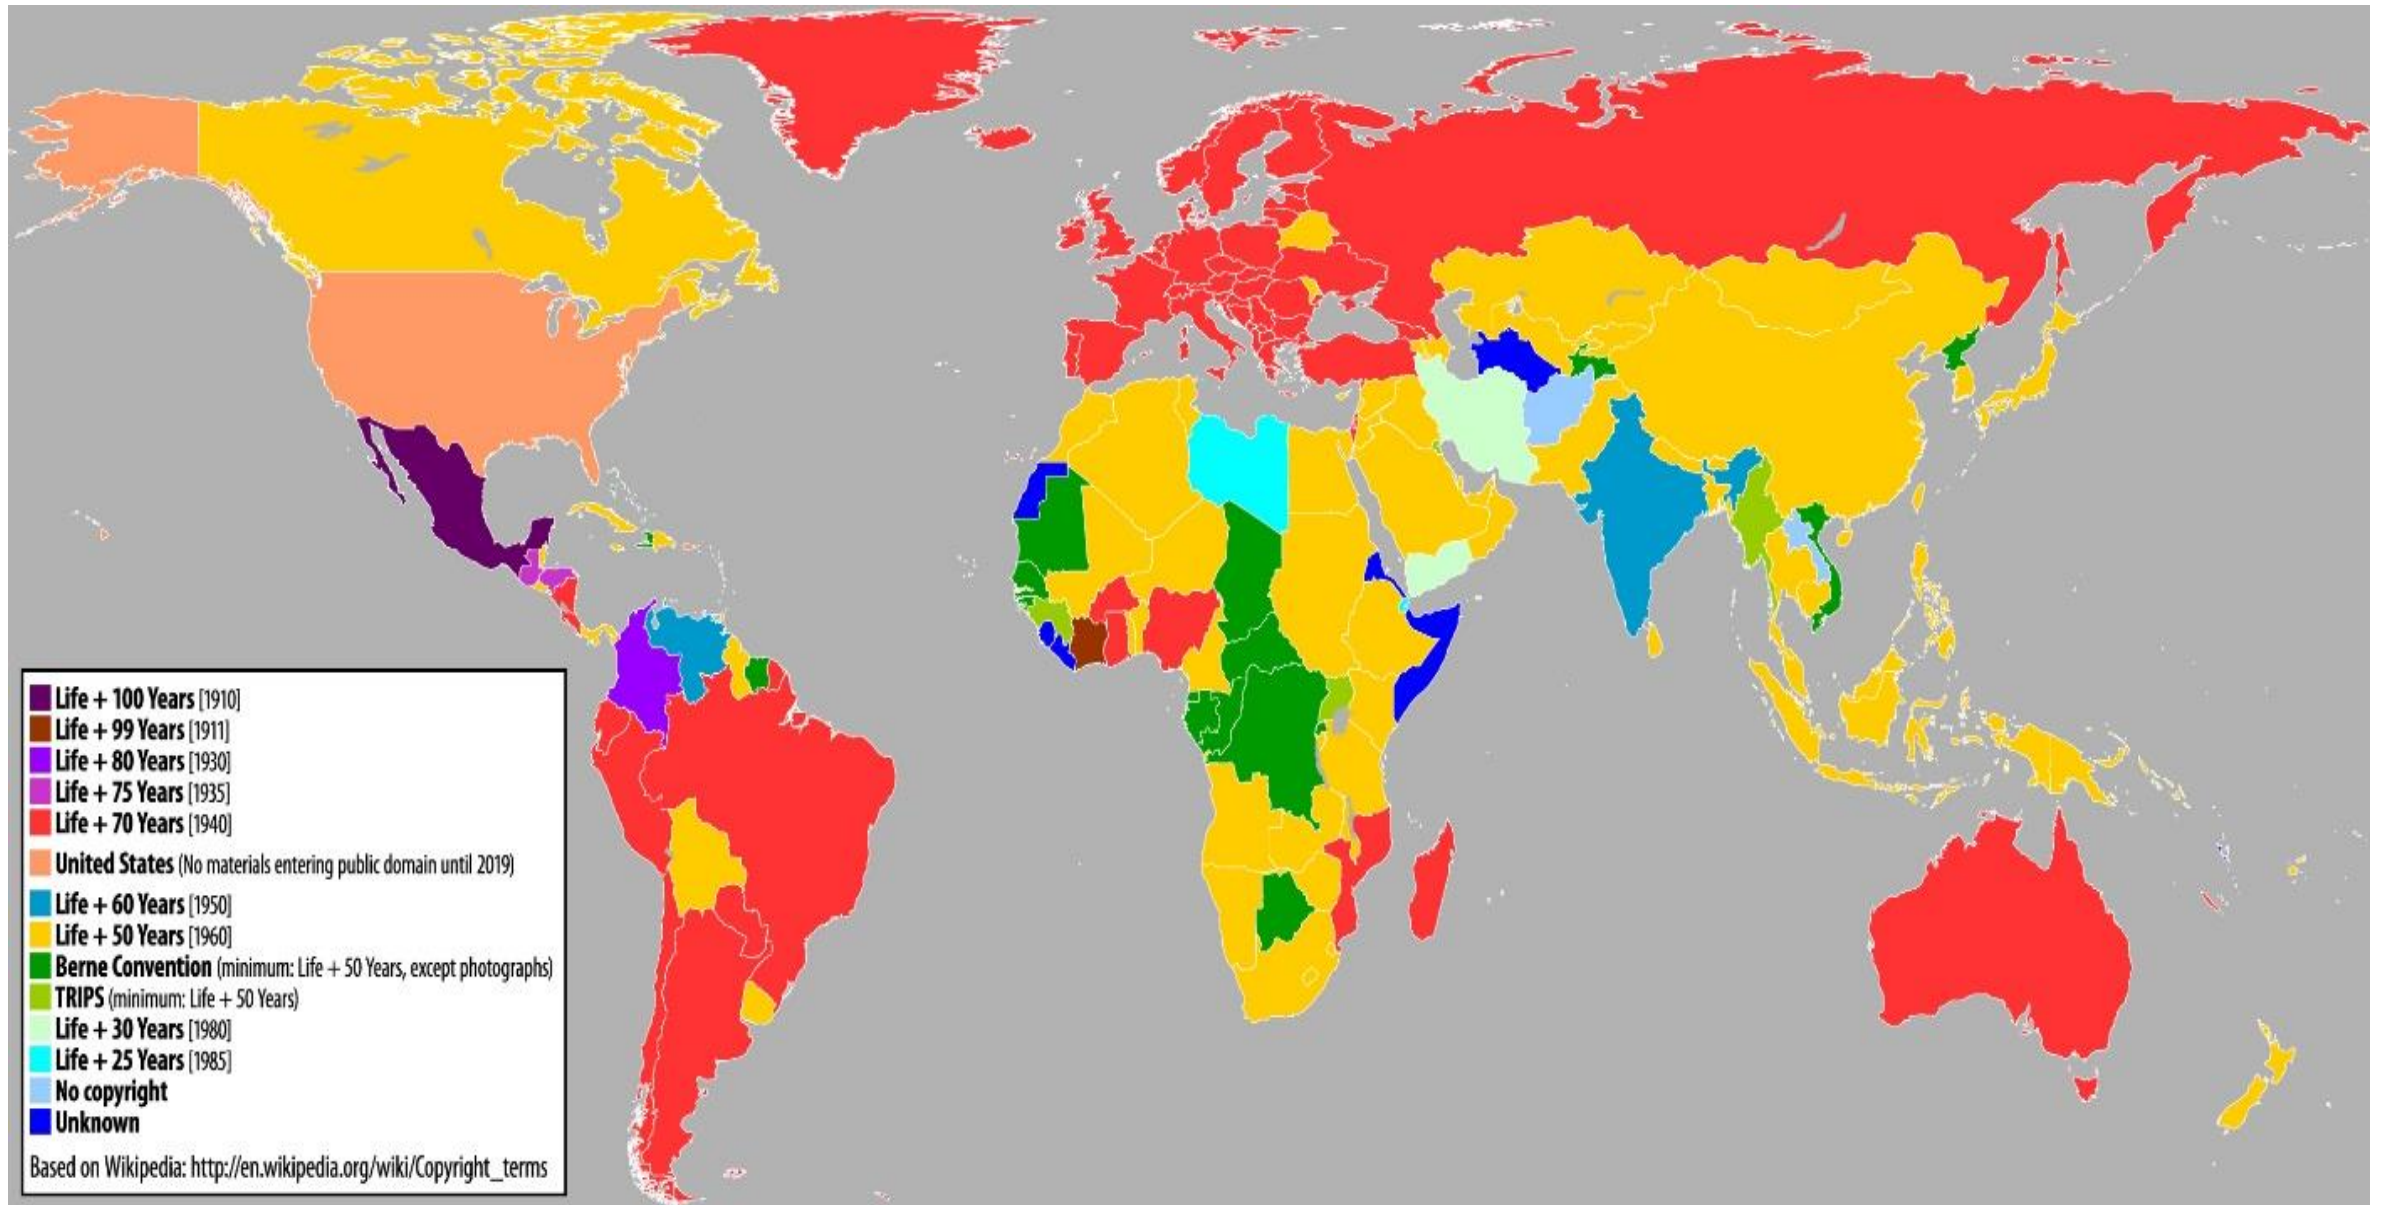 Life + 100 Years [1910]
Life + 99 Years [1911]
Life + 80 Years [1930]
Life + 75 Years [1935]
Life + 70 Years [1940]
United States (No materials entering public domain until 2019)
Life + 60 Years [1950]
Life + 50 Years [1960]
Berne Convention (minimum: Life + 50 Years, except photographs)
TRIPS (minimum: Life + 50 Years)
Life + 30 Years [1980]
Life + 25 Years [1985]
No copyright
Unknown
Based on Wikipedia: http://en.wikipedia.org/wiki/Copyright_terms